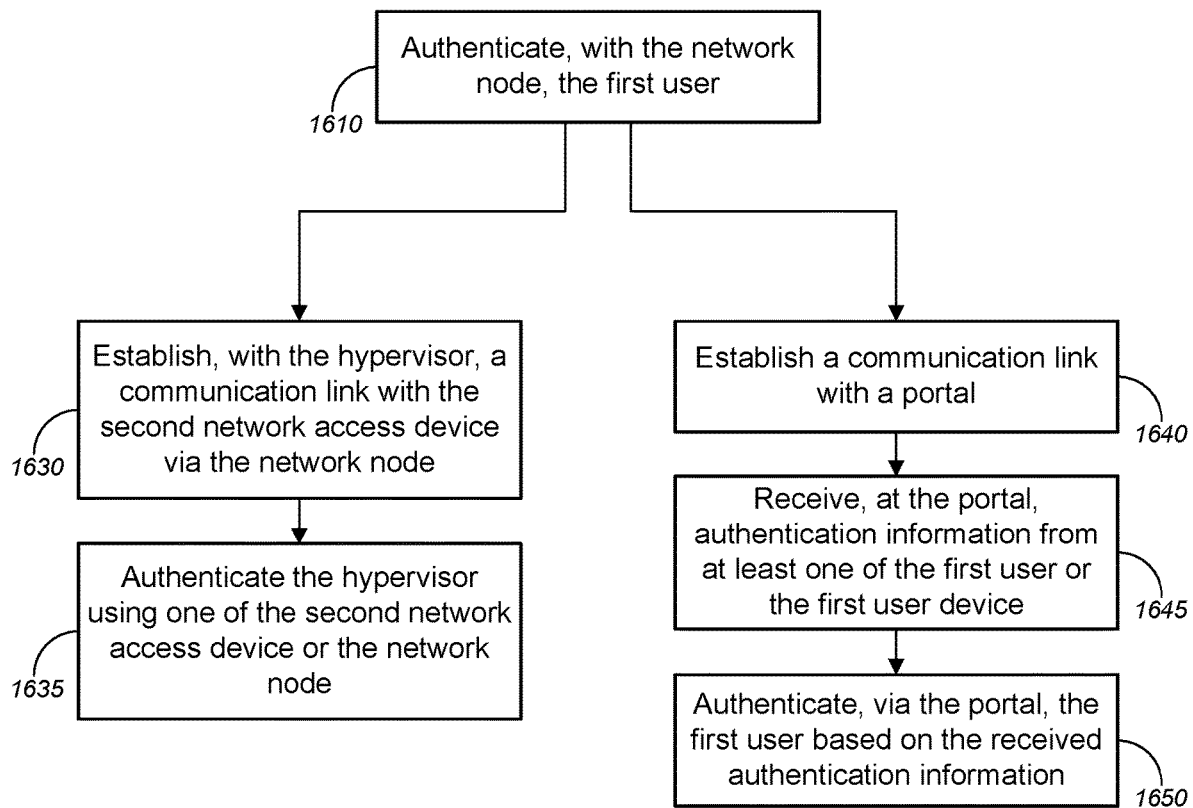 Authenticate, with the network
node, the first user
1610
Establish, with the hypervisor, a
communication link with the
second network access device
via the network node
1630
Authenticate the hypervisor
using one of the second network
access device or the network
node
1635
Establish a communication link
with a portal
1640
Receive, at the portal,
authentication information from
at least one of the first user or
the first user device
1645
Authenticate, via the portal, the
first user based on the received
authentication information
1650